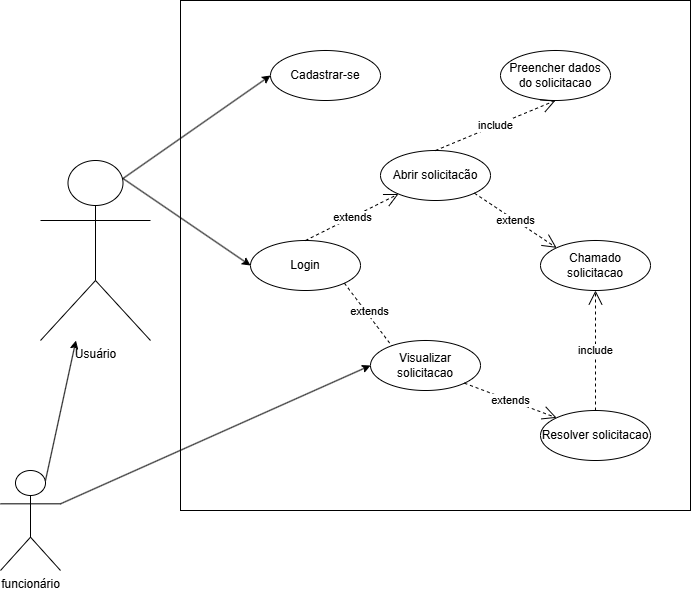 Cadastrar-se
Preencher dados
do solicitacao
include
Abrir solicitacão
extends
extends
Login
Chamado
solicitacao
extends
Usuário
Visualizar
solicitacao
include
extends
Resolver solicitacao
funcionário